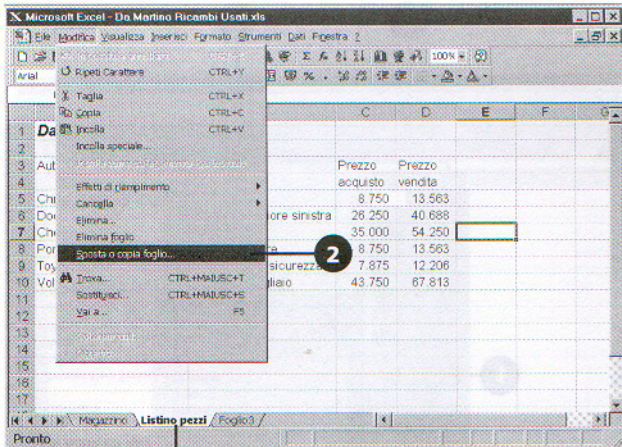 Microsoft Excel - Da Martino Ricambi Usati.xls
File Modifica Visualizza Inserisci Formato Strumenti Dati Finestra ?
100%
Arial
Ripeti Carattere CTRL+Y
Taglia CTRL+X
Copia CTRL+C
Incolla CTRL+V
Incolla speciale...
Effetti di riempimento
Cancella
Elimina...
Elimina foglio
Sposta o copia foglio...
Trova... CTRL+MAIUSC+T
Sostituisci... CTRL+MAIUSC+S
Vai a... F5
2
C D E F G
1 Da
2
3 Aut Prezzo Prezzo
4 acquisto vendita
5 Chr 8.750 13.563
6 Doc ore sinistra 26.250 40.688
7 Che 35.000 54.250
8 Por 8.750 13.563
9 Toy sicurezza 7.875 12.206
10 Vol gliaio 43.750 67.813
11
12
13
14
15
16
17
Magazzino Listino pezzi Foglio3
Pronto